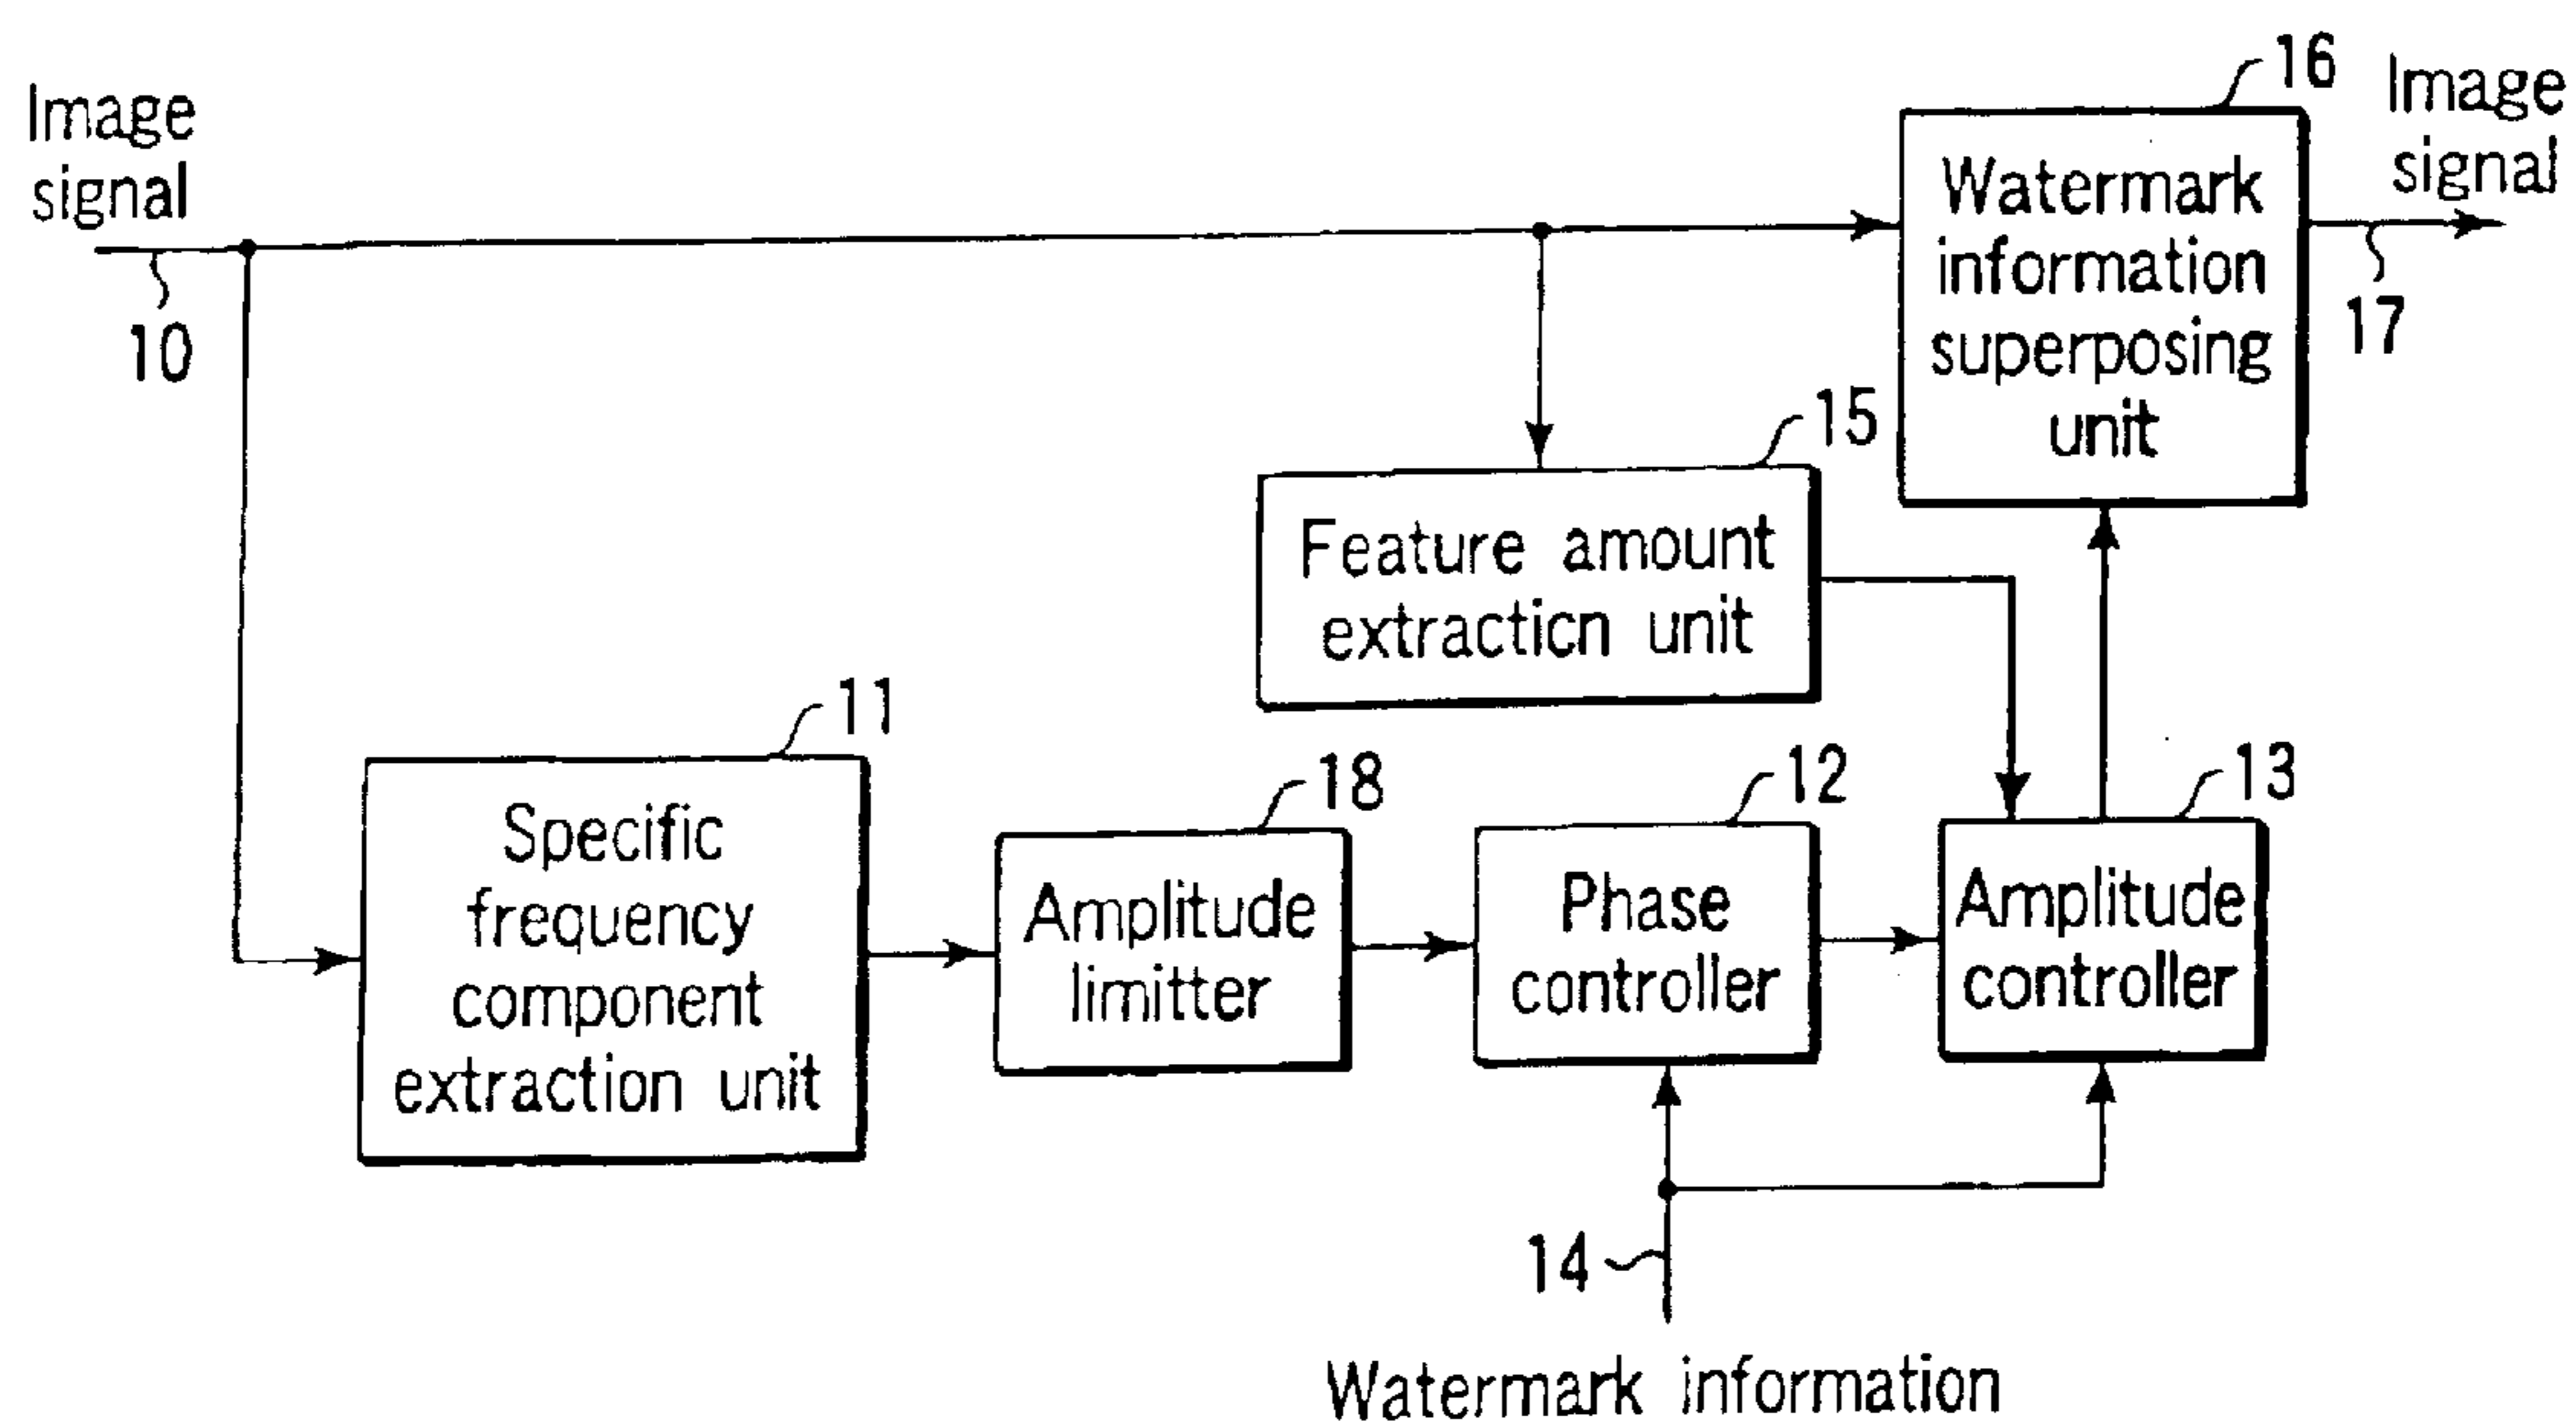 Image
signal
10
16
Watermark
information
superposing
unit
Image
signal
17
15
Feature amount
extraction unit
11
Specific
frequency
component
extraction unit
18
Amplitude
limitter
12
Phase
controller
13
Amplitude
controller
14
Watermark information